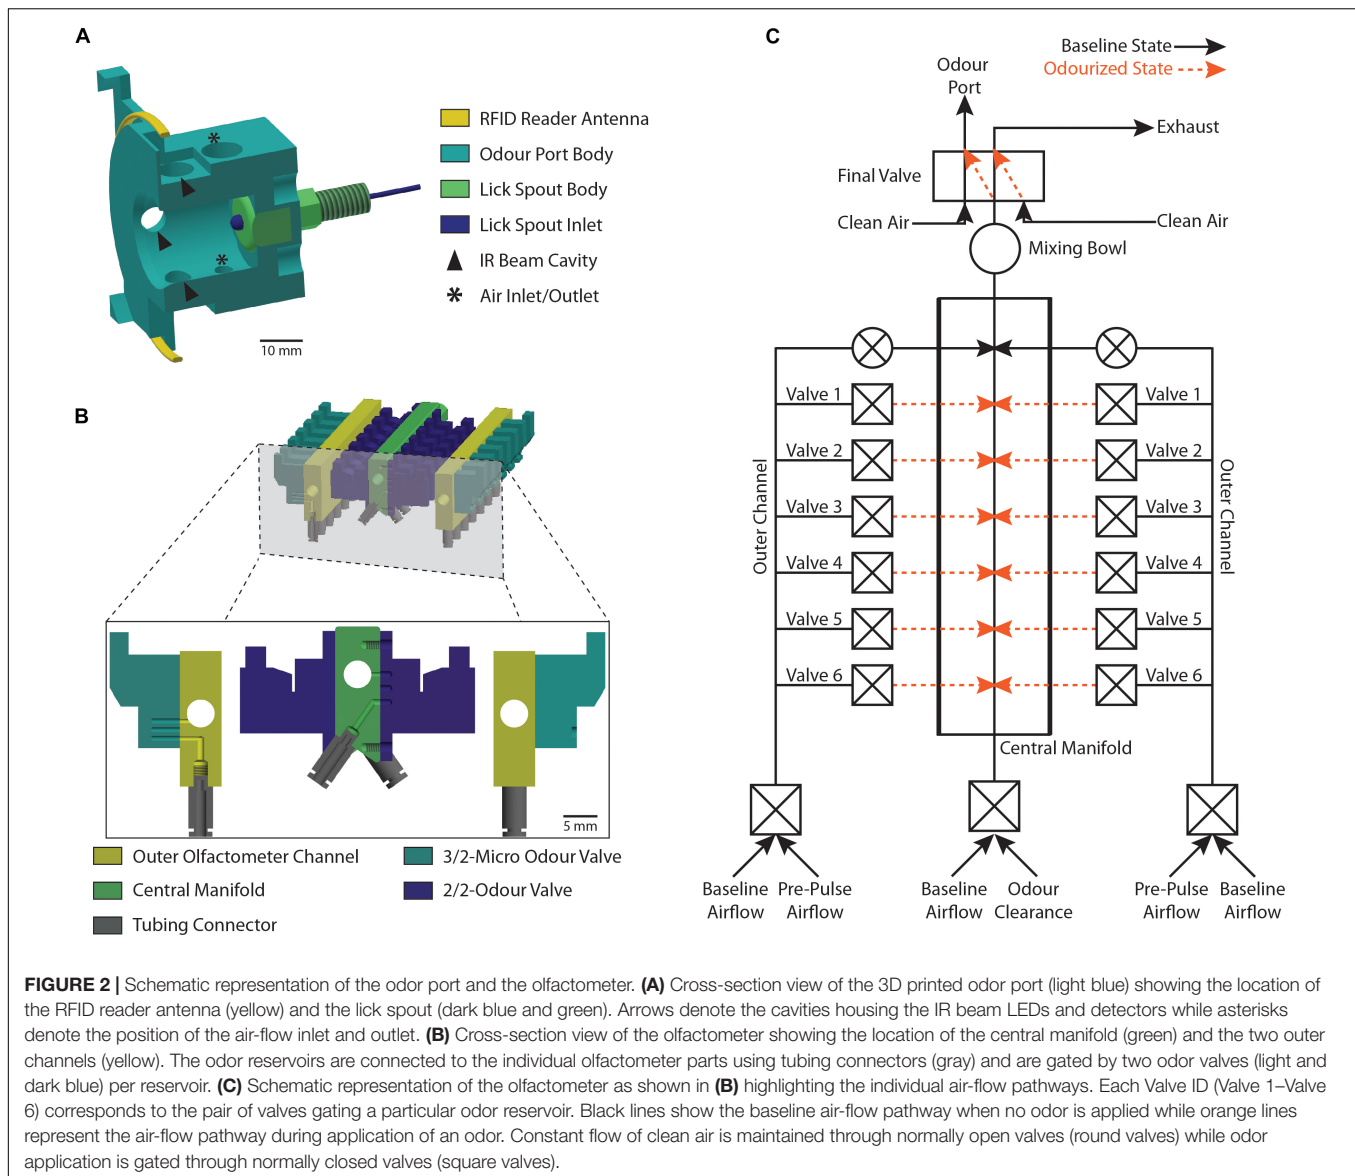 A
RFID Reader Antenna
Odour Port Body
Lick Spout Body
Lick Spout Inlet
IR Beam Cavity
* Air Inlet/Outlet
*
*
10 mm
B
5 mm
Outer Olfactometer Channel
Central Manifold
Tubing Connector
3/2-Micro Odour Valve
2/2-Odour Valve
C
Baseline State
Odourized State
Odour
Port
Exhaust
Final Valve
Clean Air
Clean Air
Mixing Bowl
Valve 1
Valve 1
Valve 2
Valve 2
Valve 3
Valve 3
Valve 4
Valve 4
Valve 5
Valve 5
Valve 6
Valve 6
Outer Channel
Outer Channel
Central Manifold
Baseline
Airflow
Pre-Pulse
Airflow
Baseline
Airflow
Odour
Clearance
Pre-Pulse
Airflow
Baseline
Airflow
FIGURE 2 | Schematic representation of the odor port and the olfactometer. (A) Cross-section view of the 3D printed odor port (light blue) showing the location of
the RFID reader antenna (yellow) and the lick spout (dark blue and green). Arrows denote the cavities housing the IR beam LEDs and detectors while asterisks
denote the position of the air-flow inlet and outlet. (B) Cross-section view of the olfactometer showing the location of the central manifold (green) and the two outer
channels (yellow). The odor reservoirs are connected to the individual olfactometer parts using tubing connectors (gray) and are gated by two odor valves (light and
dark blue) per reservoir. (C) Schematic representation of the olfactometer as shown in (B) highlighting the individual air-flow pathways. Each Valve ID (Valve 1–Valve
6) corresponds to the pair of valves gating a particular odor reservoir. Black lines show the baseline air-flow pathway when no odor is applied while orange lines
represent the air-flow pathway during application of an odor. Constant flow of clean air is maintained through normally open valves (round valves) while odor
application is gated through normally closed valves (square valves).